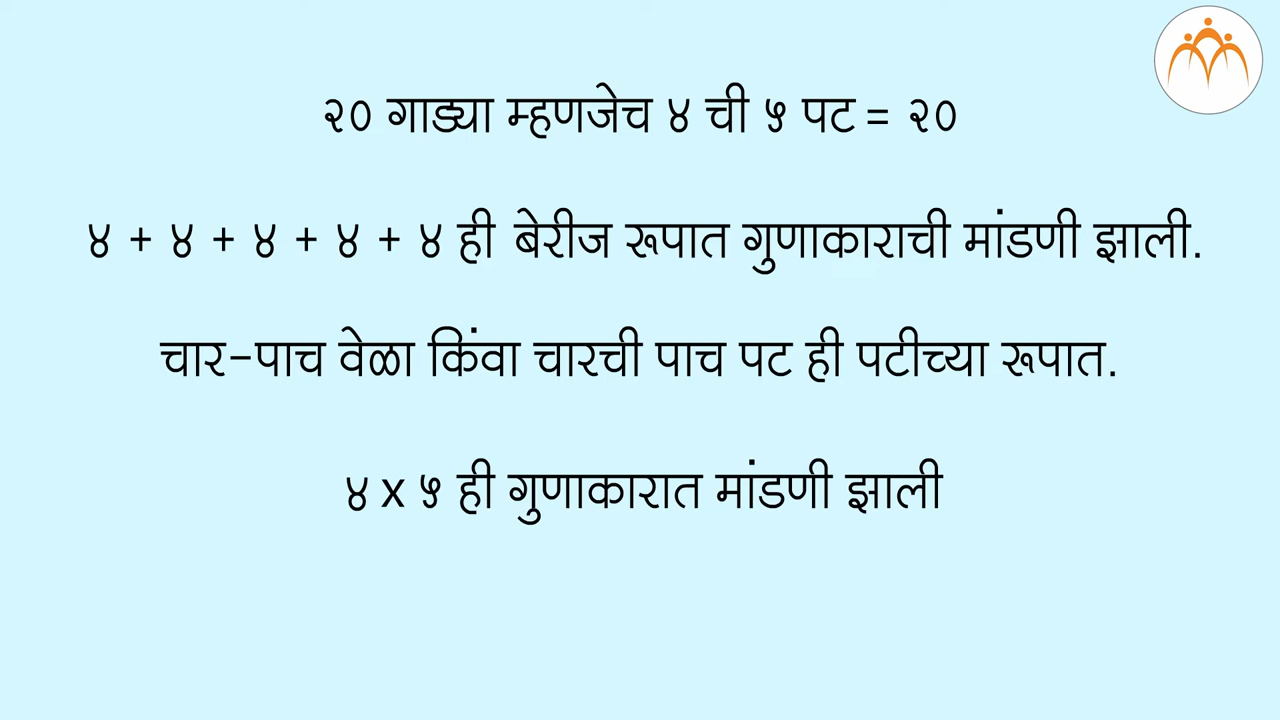 २० गाड्या म्हणजेच ४ ची ५ पट = २०
४ + ४ + ४ + ४ + ४ ही बेरीज रूपात गुणाकाराची मांडणी झाली.
चार-पाच वेळा किंवा चारची पाच पट ही पटीच्या रूपात.
४ x ५ ही गुणाकारात मांडणी झाली